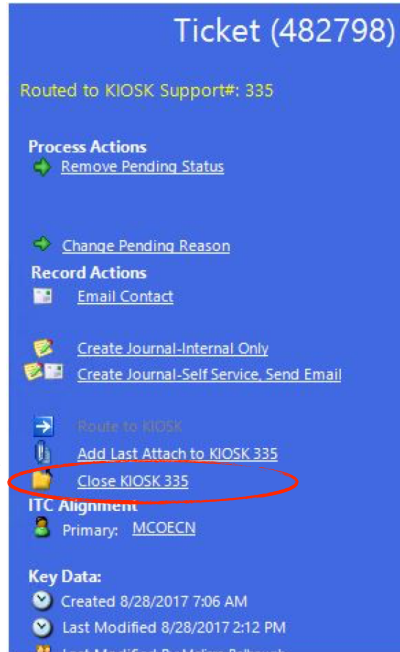 Ticket (482798)
Routed to KIOSK Support#: 335
Process Actions
Remove Pending Status
Change Pending Reason
Record Actions
Email Contact
Create Journal-Internal Only
Create Journal-Self Service, Send Email
Route to KIOSK
Add Last Attach to KIOSK 335
Close KIOSK 335
ITC Alignment
Primary: MCOECN
Key Data:
Created 8/28/2017 7:06 AM
Last Modified 8/28/2017 2:12 PM
Last Modified By